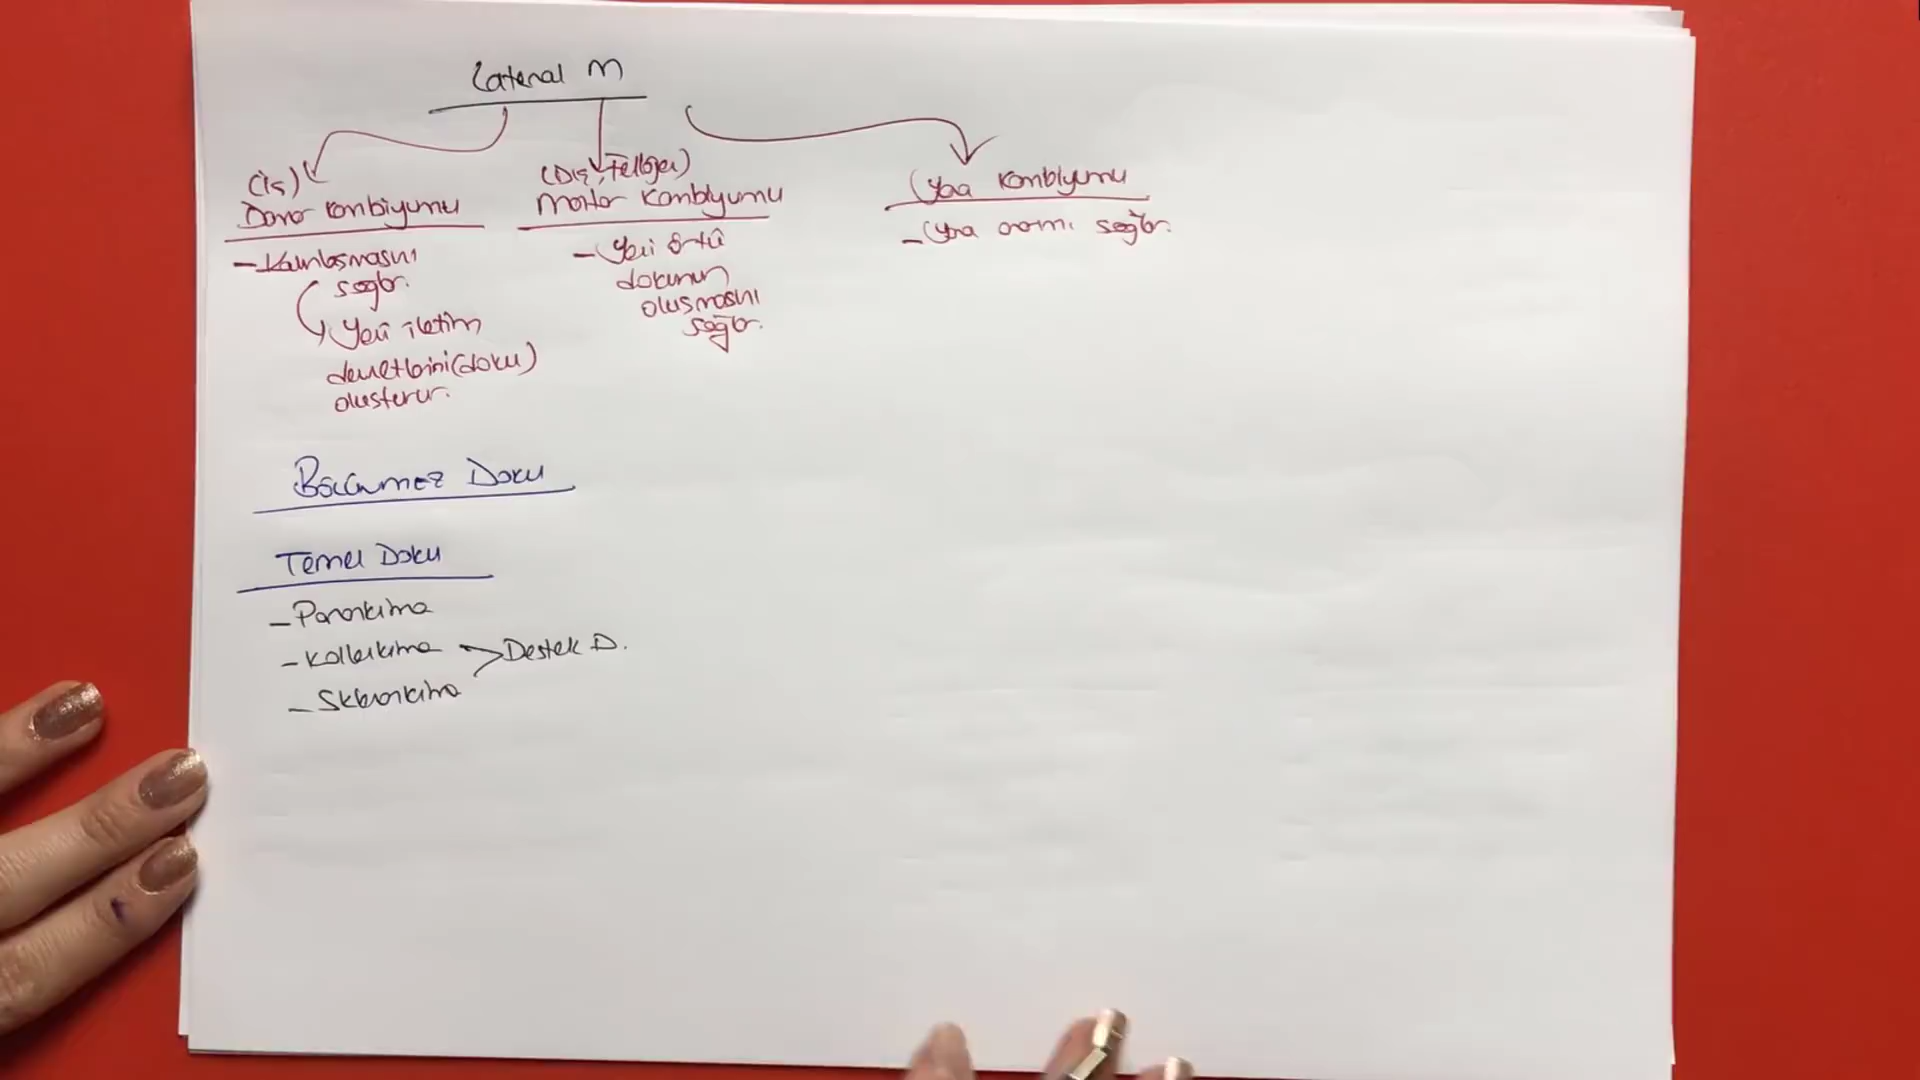 Lateral M
(İç)
Damar kambiyumu
- Kalınlaşmasını
sağlar.
Yeni iletim
demetlerini (doku)
oluşturur.
(Dış, Fellojen)
Mantar Kambiyumu
- Yeni örtü
dokunun
oluşmasını
sağlar.
Yara kambiyumu
- Yara onarımı sağlar.
Bölünmez Doku
Temel Doku
- Parankima
- Kollenkima > Destek D.
- Sklerankima